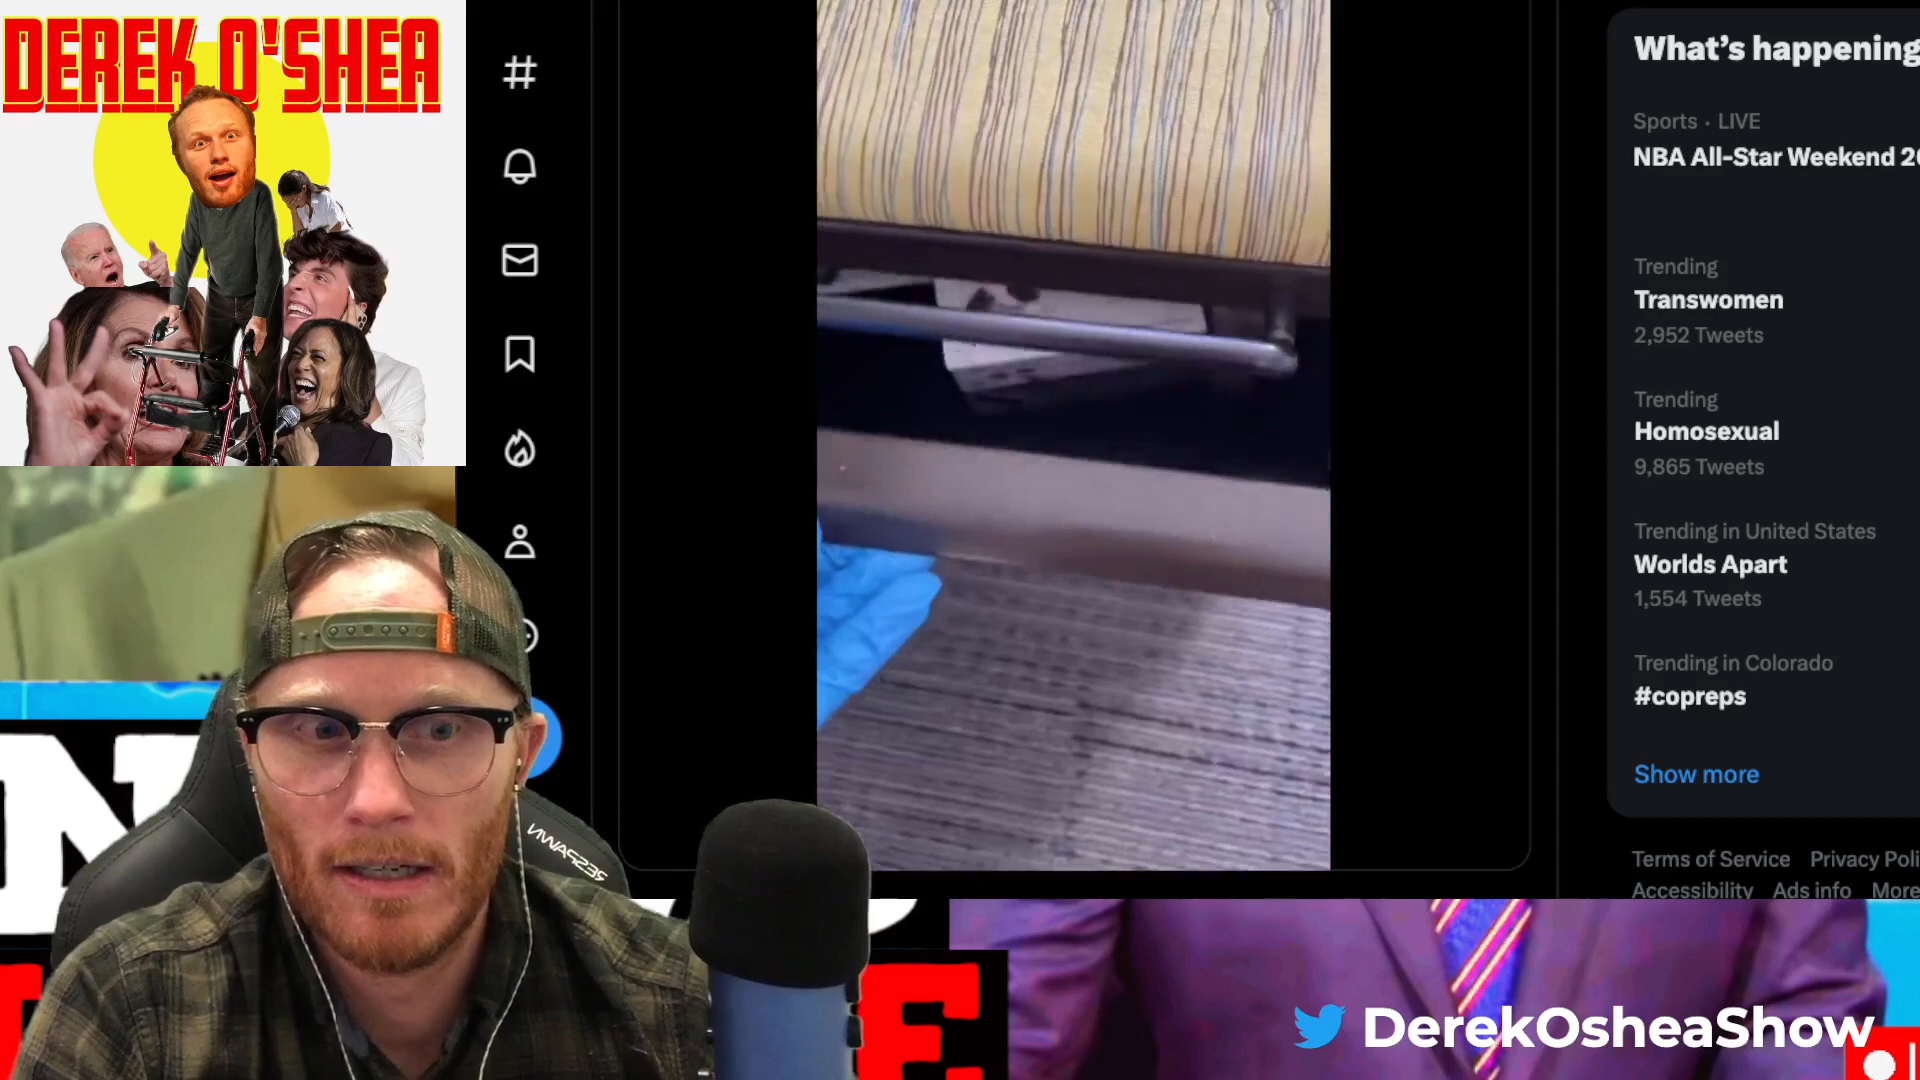 DEREK O'SHEA
What's happening
Sports · LIVE
NBA All-Star Weekend
Trending
Transwomen
2,952 Tweets
Trending
Homosexual
9,865 Tweets
Trending in United States
Worlds Apart
1,554 Tweets
Trending in Colorado
#copreps
Show more
Terms of Service Privacy
Accessibility Ads info More
RESPAWN
N
E
DerekOsheaShow